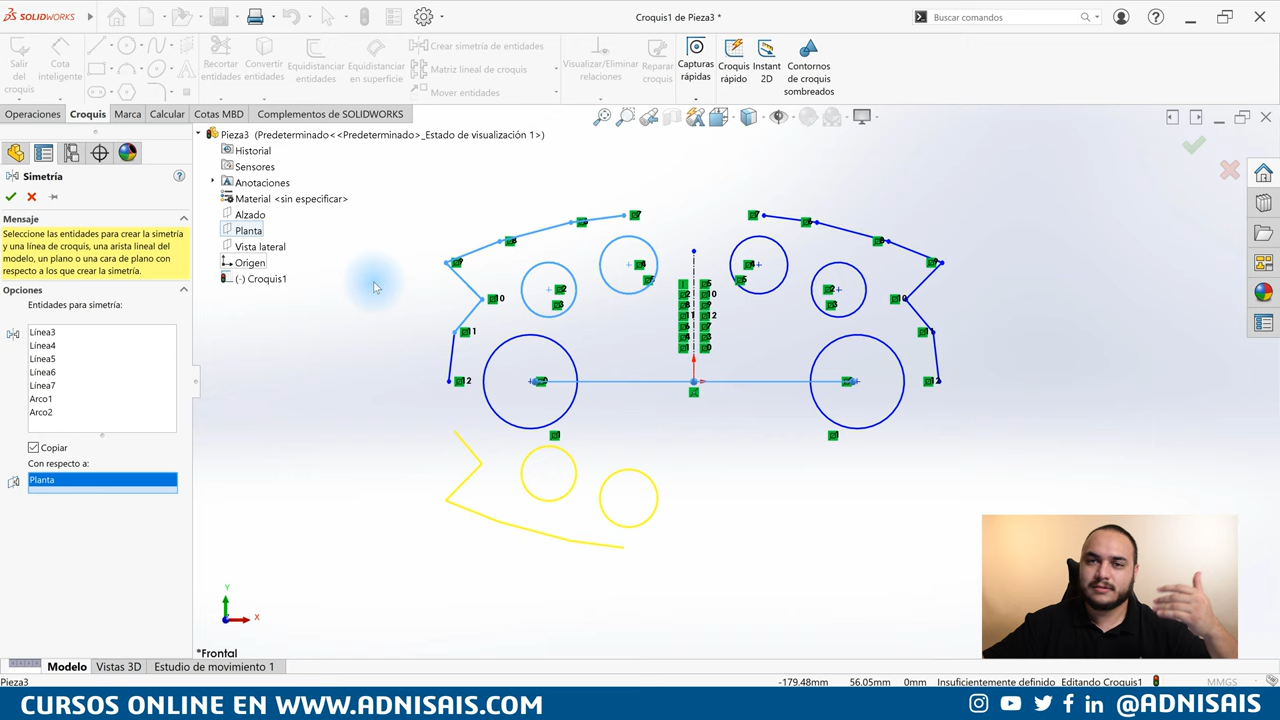 SOLIDWORKS
Croquis1 de Pieza3 *
Buscar comandos
Salir del croquis
Cota inteligente
Recortar entidades
Convertir entidades
Equidistanciar entidades
Equidistanciar en superficie
Crear simetría de entidades
Matriz lineal de croquis
Mover entidades
Visualizar/Eliminar relaciones
Reparar croquis
Capturas rápidas
Croquis rápido
Instant 2D
Contornos de croquis sombreados
Operaciones
Croquis
Marca
Calcular
Cotas MBD
Complementos de SOLIDWORKS
Pieza3 (Predeterminado<<Predeterminado>_Estado de visualización 1>)
Historial
Sensores
Anotaciones
Material <sin especificar>
Alzado
Planta
Vista lateral
Origen
(-) Croquis1
Simetría
Mensaje
Seleccione las entidades para crear la simetría
y una línea de croquis, una arista lineal del
modelo, un plano o una cara de plano con
respecto a los que crear la simetría.
Opciones
Entidades para simetría:
Línea3
Línea4
Línea5
Línea6
Línea7
Arco1
Arco2
Copiar
Con respecto a:
Planta
Y
X
*Frontal
Modelo
Vistas 3D
Estudio de movimiento 1
Pieza3
-179.48mm
56.05mm
0mm
Insuficientemente definido
Editando Croquis1
MMGS
CURSOS ONLINE EN WWW.ADNISAIS.COM
@ADNISAIS